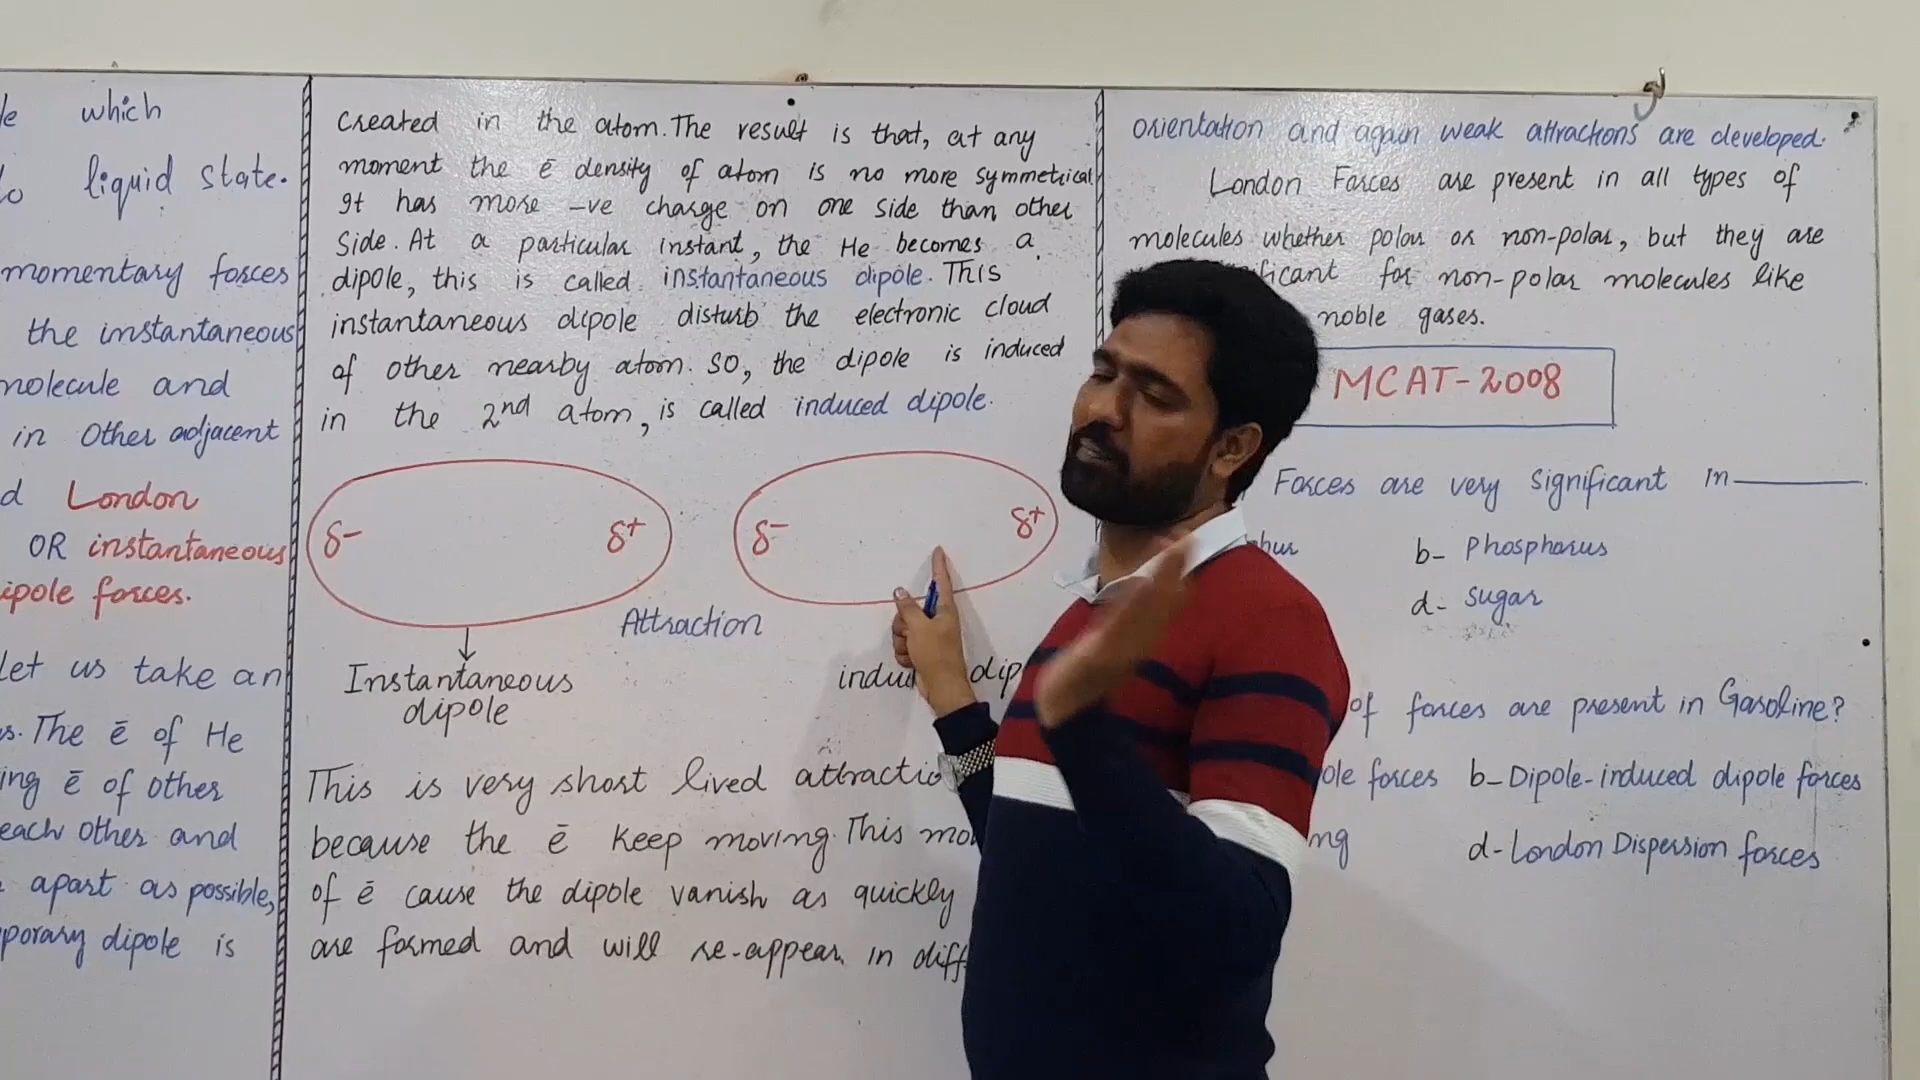 which
liquid state.
momentary forces
the instantaneous
molecule and
in Other adjacent
London
OR instantaneous
dipole forces.
let us take an
The ē of He
ē of other
each other and
apart as possible,
dipole is
created in the atom. The result is that, at any
moment the ē density of atom is no more symmetrical
It has more -ve charge on one side than other
Side. At a particular instant, the He becomes a
dipole, this is called instantaneous dipole. This
instantaneous dipole disturb the electronic cloud
of other nearby atom. SO, the dipole is induced
in the 2nd atom, is called induced dipole.
δ- δ+ δ- δ+
Attraction
Instantaneous
dipole
dip
This is very short lived attractio
because the ē Keep moving. This mo
of ē cause the dipole vanish as quickly
are formed and will re-appear in diff
orientation and again weak attractions are developed.
London Forces are present in all types of
molecules whether polar or non-polar, but they are
ficant for non-polar molecules like
noble gases.
MCAT-2008
Forces are very Significant In
b- Phosphorus
d- Sugar
of forces are present in Gasoline?
ole forces b- Dipole-induced dipole forces
ng d- London Dispersion forces